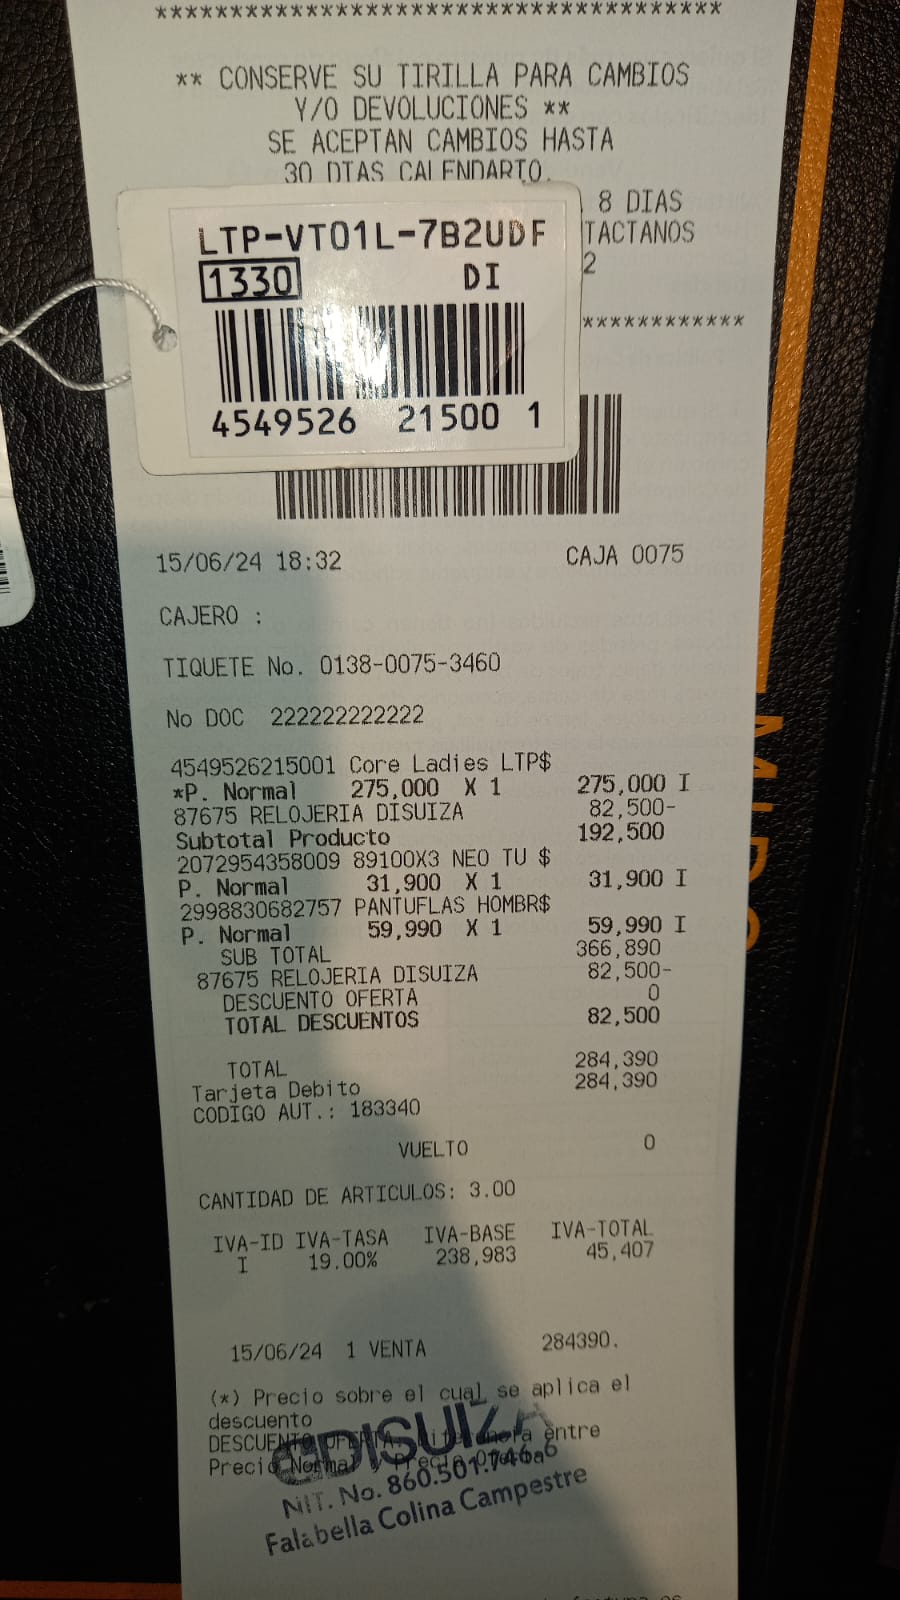 ************************************
** CONSERVE SU TIRILLA PARA CAMBIOS
Y/O DEVOLUCIONES **
SE ACEPTAN CAMBIOS HASTA
30 DIAS CALENDARIO.
8 DIAS
TACTANOS
2
************
LTP-VT01L-7B2UDF
1330 DI
4549526 21500 1
15/06/24 18:32 CAJA 0075
CAJERO :
TIQUETE No. 0138-0075-3460
No DOC 222222222222
4549526215001 Core Ladies LTP$
*P. Normal 275,000 X 1 275,000 I
87675 RELOJERIA DISUIZA 82,500-
Subtotal Producto 192,500
2072954358009 89100X3 NEO TU $
P. Normal 31,900 X 1 31,900 I
2998830682757 PANTUFLAS HOMBR$
P. Normal 59,990 X 1 59,990 I
SUB TOTAL 366,890
87675 RELOJERIA DISUIZA 82,500-
DESCUENTO OFERTA 0
TOTAL DESCUENTOS 82,500
TOTAL 284,390
Tarjeta Debito 284,390
CODIGO AUT.: 183340
VUELTO 0
CANTIDAD DE ARTICULOS: 3.00
IVA-ID IVA-TASA IVA-BASE IVA-TOTAL
I 19.00% 238,983 45,407
15/06/24 1 VENTA 284390.
(*) Precio sobre el cual se aplica el
descuento
DESCUENTO OFERTA: entre
Precio Normal y Precio
DISUIZA
NIT. No. 860.501.746-6
Falabella Colina Campestre
MIDO